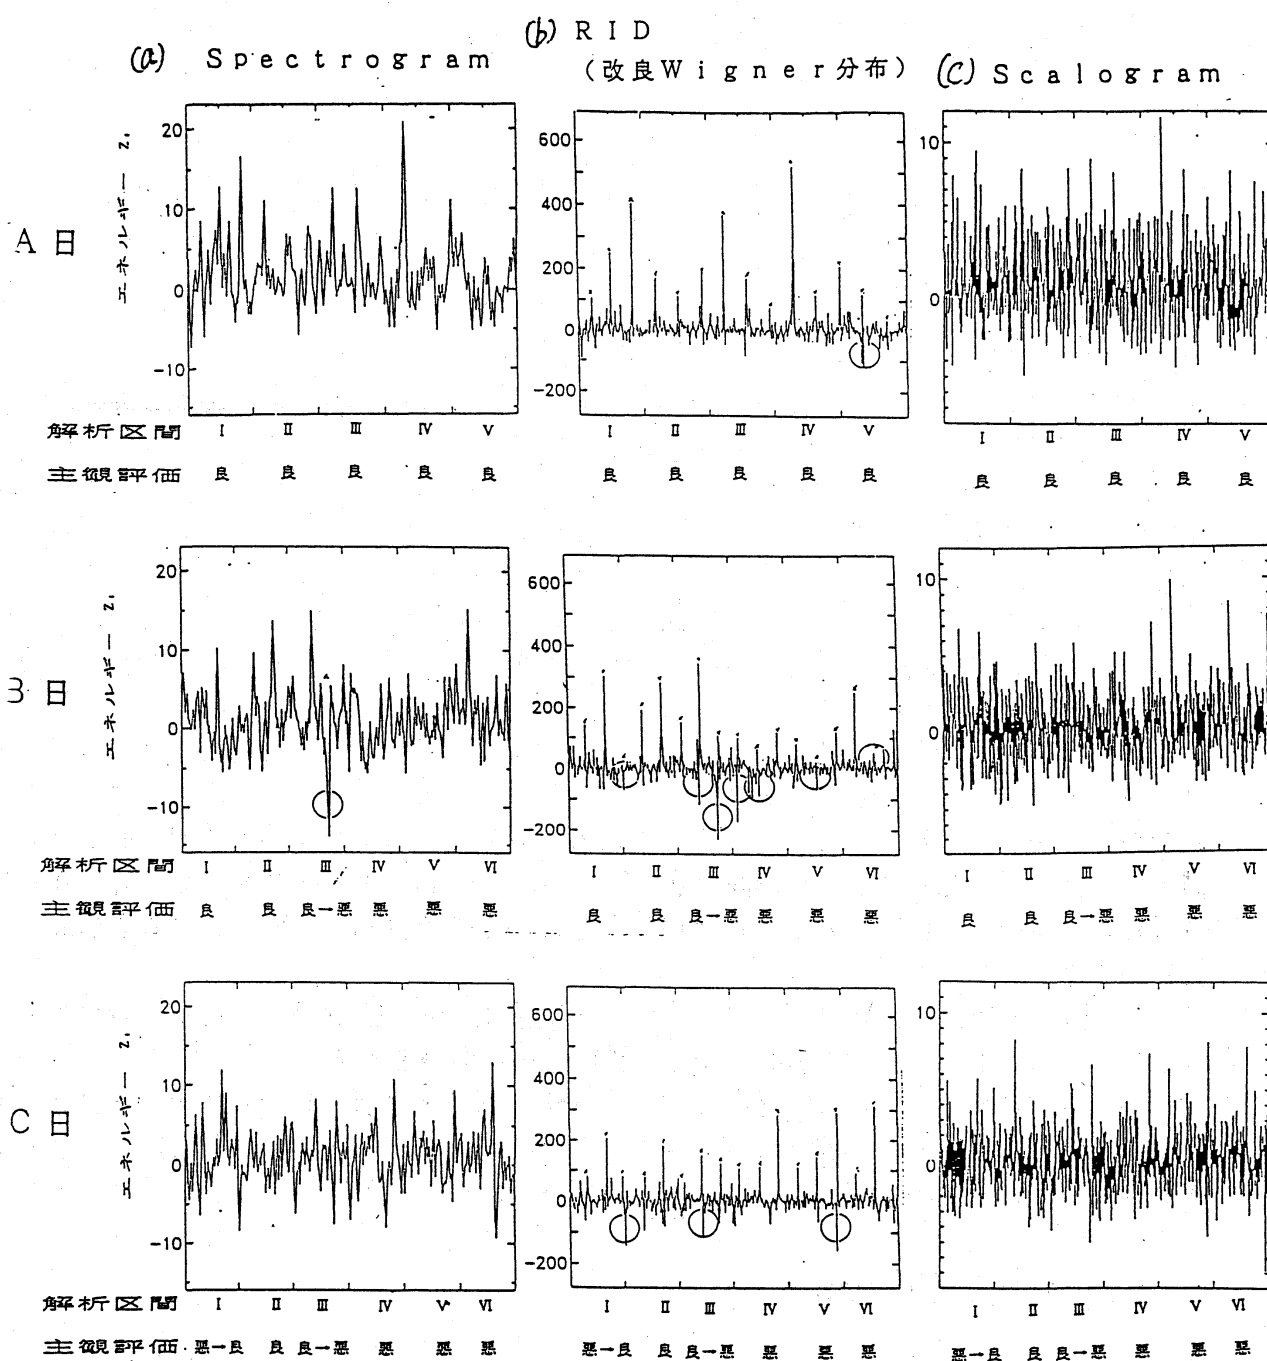 (a) Spectrogram
(b) RID
（改良Wigner分布）
(C) Scalogram
A日
エネルギー Z,
20
10
0
-10
600
400
200
0
-200
10
0
解析区間 I II III IV V
I II III IV V
I II III IV V
主観評価 良 良 良 良 良
良 良 良 良 良
良 良 良 良 良
B日
エネルギー Z,
20
10
0
-10
600
400
200
0
-200
10
0
解析区間 I II III IV V VI
I II III IV V VI
I II III IV V VI
主観評価 良 良 良→悪 悪 悪 悪
良 良 良→悪 悪 悪 悪
良 良 良→悪 悪 悪 悪
C日
エネルギー Z,
20
10
0
-10
600
400
200
0
-200
10
0
解析区間 I II III IV V VI
I II III IV V VI
I II III IV V VI
主観評価 悪→良 良 良→悪 悪 悪 悪
悪→良 良 良→悪 悪 悪 悪
悪→良 良 良→悪 悪 悪 悪